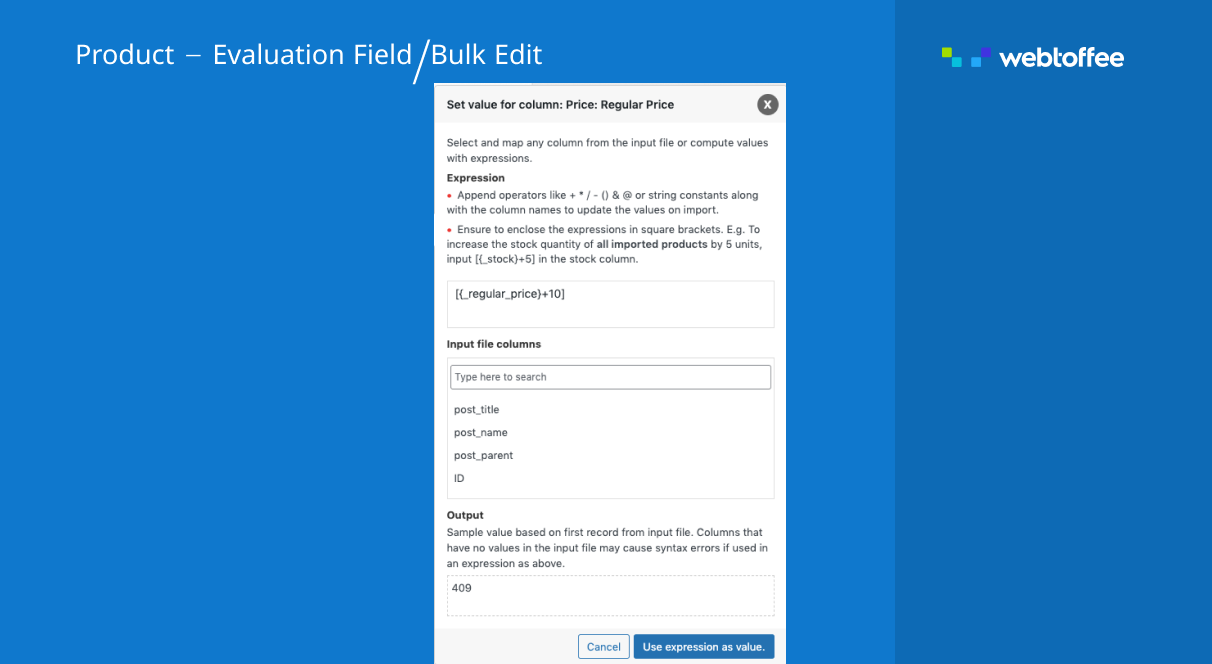 Product – Evaluation Field/Bulk Edit
webtoffee
Set value for column: Price: Regular Price
X
Select and map any column from the input file or compute values
with expressions.
Expression
• Append operators like + * / - () & @ or string constants along
with the column names to update the values on import.
• Ensure to enclose the expressions in square brackets. E.g. To
increase the stock quantity of all imported products by 5 units,
input [{_stock}+5] in the stock column.
[{_regular_price}+10]
Input file columns
Type here to search
post_title
post_name
post_parent
ID
Output
Sample value based on first record from input file. Columns that
have no values in the input file may cause syntax errors if used in
an expression as above.
409
Cancel
Use expression as value.